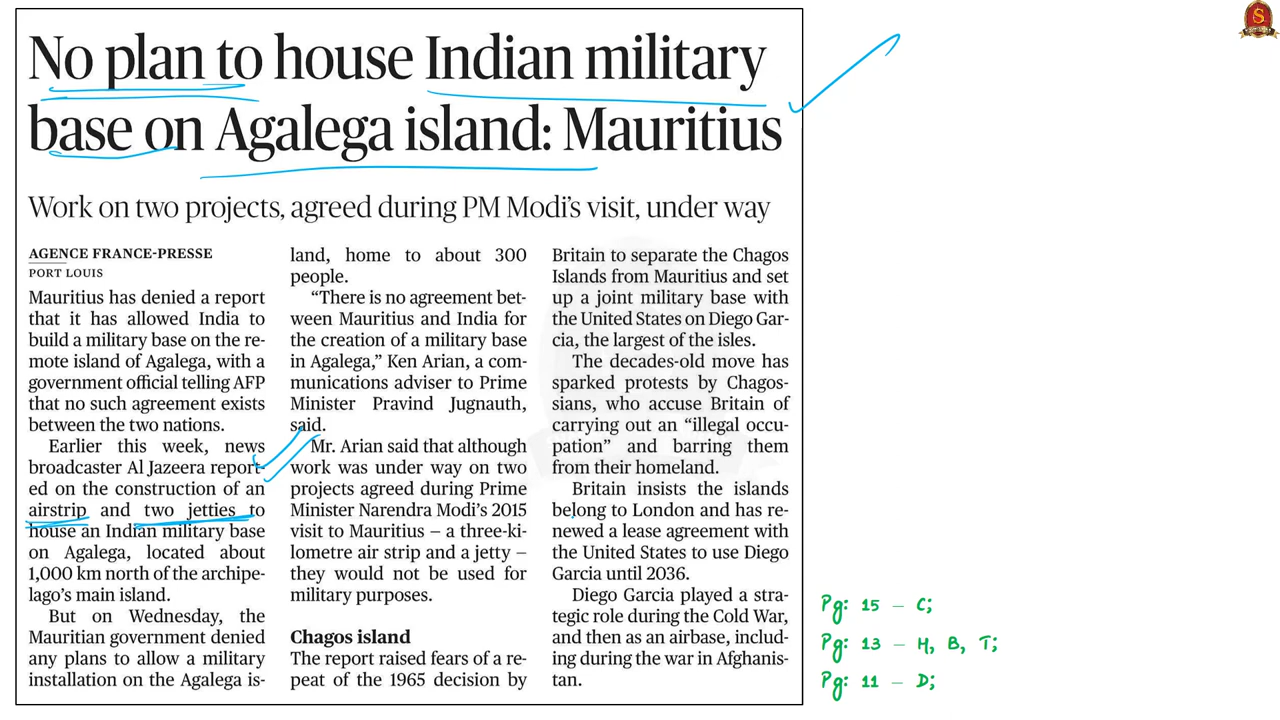 No plan to house Indian military
base on Agalega island: Mauritius
Work on two projects, agreed during PM Modi's visit, under way
AGENCE FRANCE-PRESSE
PORT LOUIS
Mauritius has denied a report
that it has allowed India to
build a military base on the re-
mote island of Agalega, with a
government official telling AFP
that no such agreement exists
between the two nations.
Earlier this week, news
broadcaster Al Jazeera report-
ed on the construction of an
airstrip and two jetties to
house an Indian military base
on Agalega, located about
1,000 km north of the archipe-
lago's main island.
But on Wednesday, the
Mauritian government denied
any plans to allow a military
installation on the Agalega is-
land, home to about 300
people.
"There is no agreement bet-
ween Mauritius and India for
the creation of a military base
in Agalega," Ken Arian, a com-
munications adviser to Prime
Minister Pravind Jugnauth,
said.
Mr. Arian said that although
work was under way on two
projects agreed during Prime
Minister Narendra Modi's 2015
visit to Mauritius – a three-ki-
lometre air strip and a jetty –
they would not be used for
military purposes.
Chagos island
The report raised fears of a re-
peat of the 1965 decision by
Britain to separate the Chagos
Islands from Mauritius and set
up a joint military base with
the United States on Diego Gar-
cia, the largest of the isles.
The decades-old move has
sparked protests by Chagos-
sians, who accuse Britain of
carrying out an "illegal occu-
pation" and barring them
from their homeland.
Britain insists the islands
belong to London and has re-
newed a lease agreement with
the United States to use Diego
Garcia until 2036.
Diego Garcia played a stra-
tegic role during the Cold War,
and then as an airbase, includ-
ing during the war in Afghanis-
tan.
Pg: 15 – C;
Pg: 13 – H, B, T;
Pg: 11 – D;